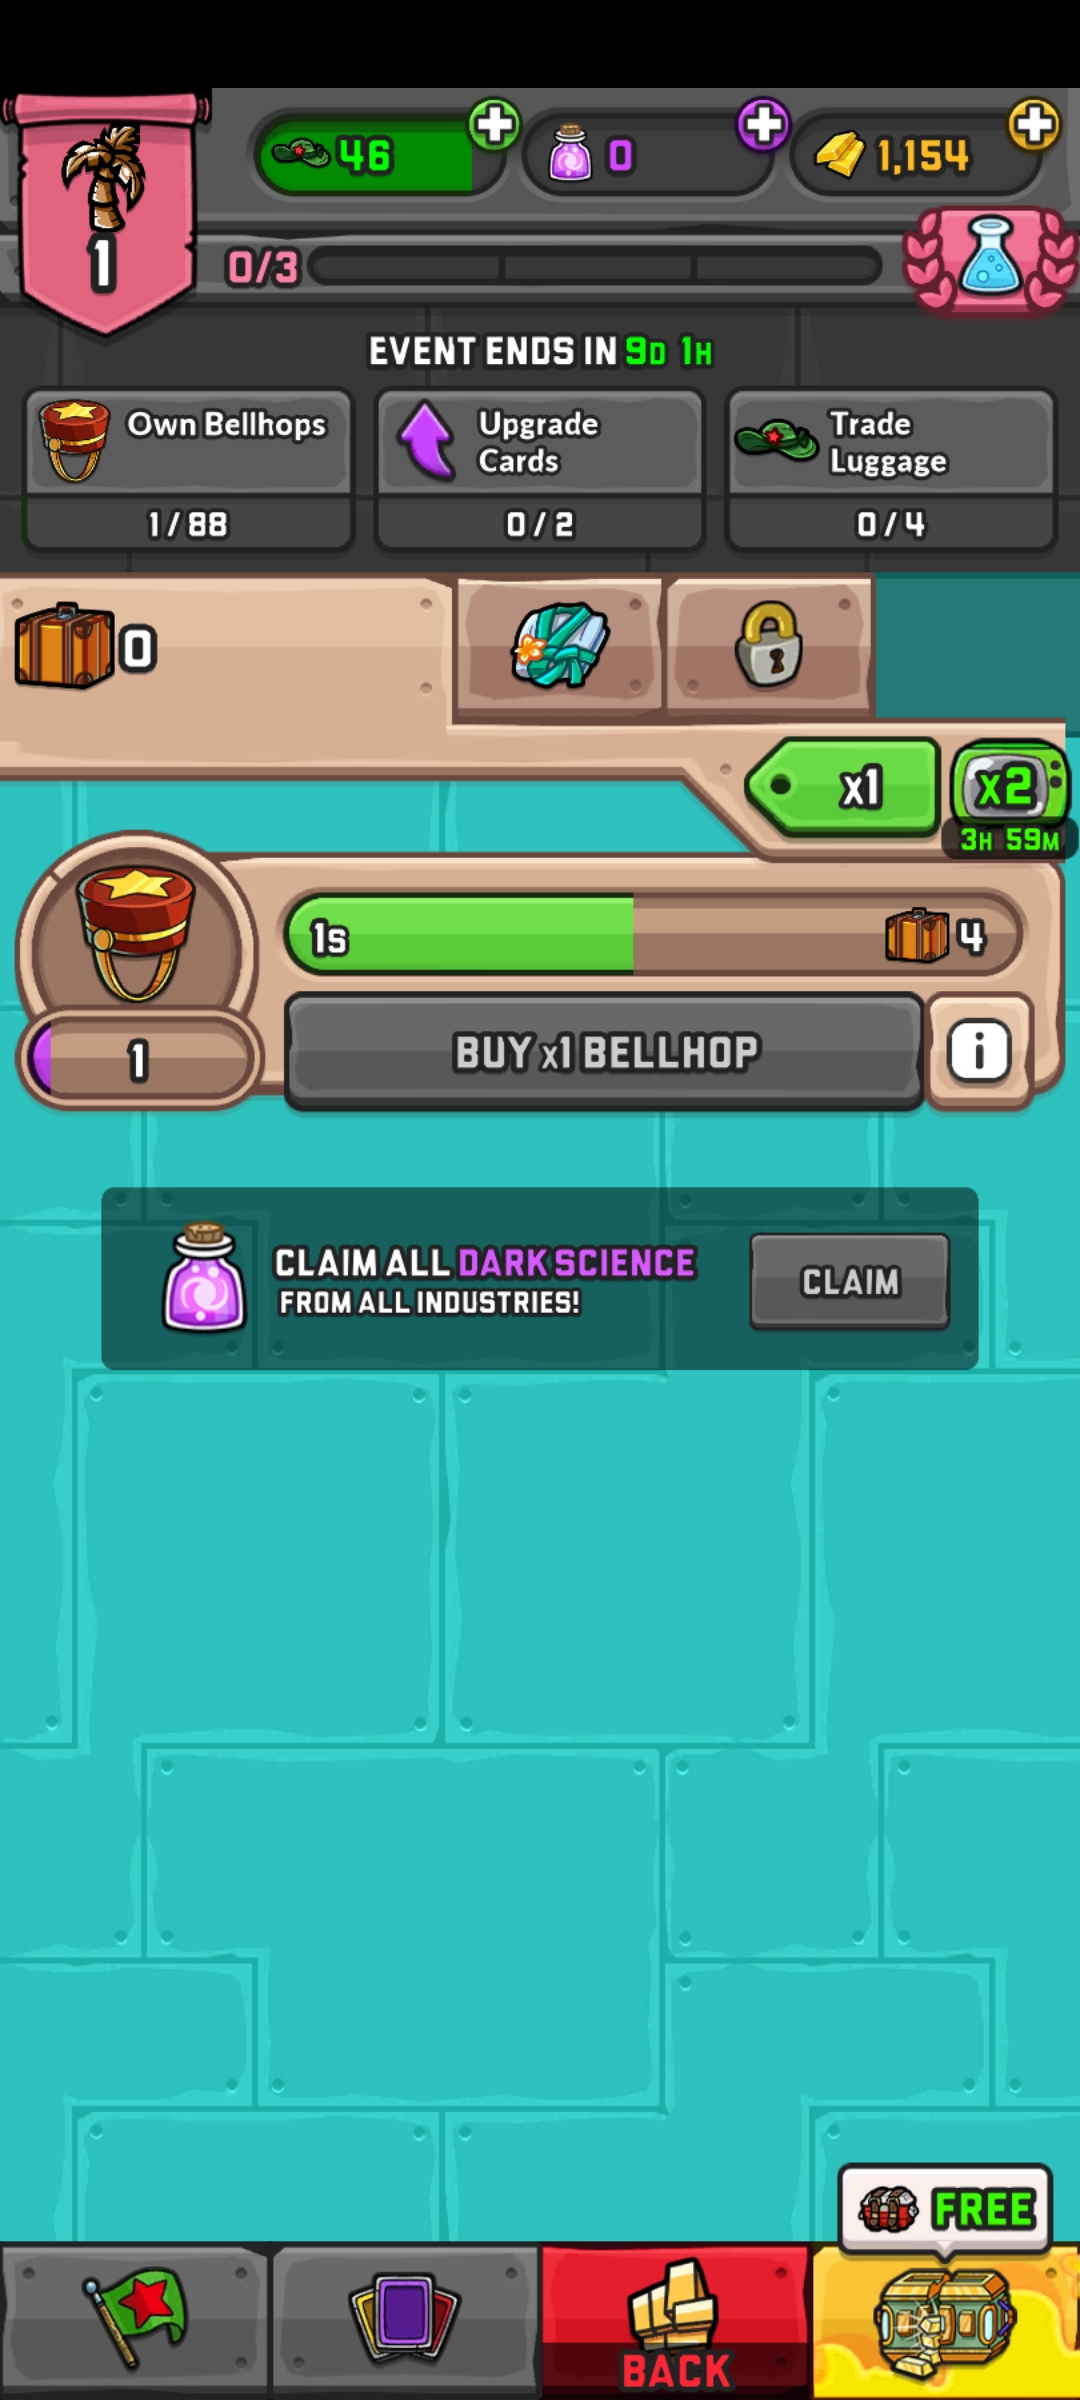 46
0
1,154
1
0/3
EVENT ENDS IN 9D 1H
Own Bellhops
1/88
Upgrade
Cards
0/2
Trade
Luggage
0/4
0
x1
x2
3H 59M
1s
4
1
BUY x1 BELLHOP
i
CLAIM ALL DARK SCIENCE
FROM ALL INDUSTRIES!
CLAIM
FREE
BACK